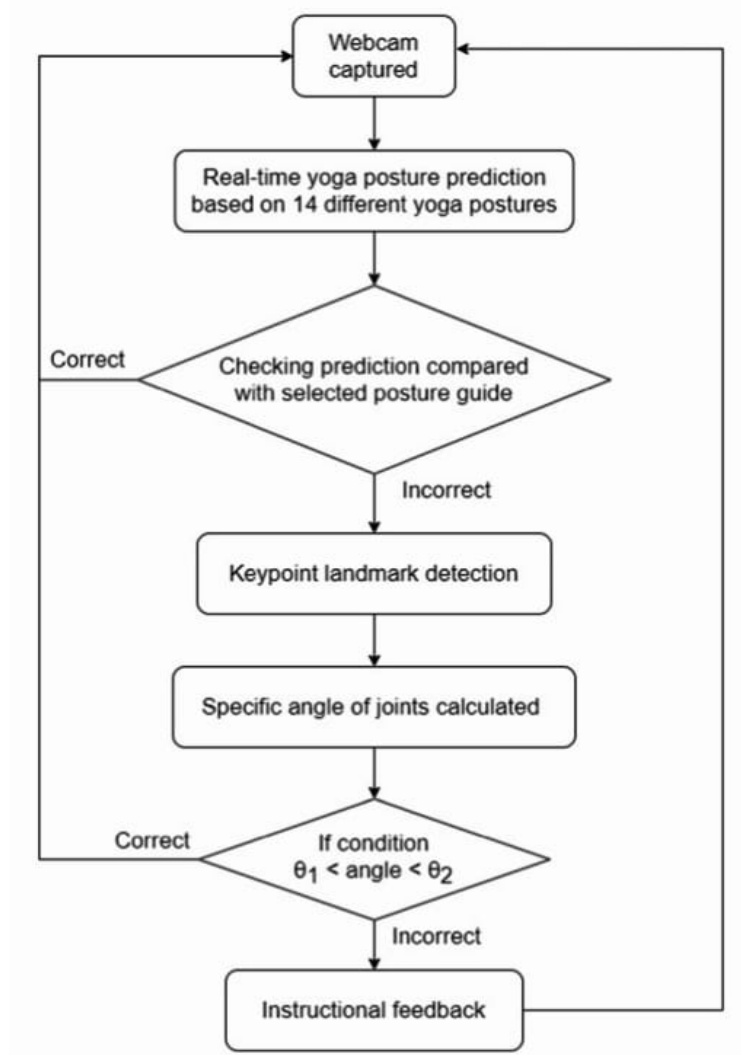 Webcam
captured
Real-time yoga posture prediction
based on 14 different yoga postures
Correct
Checking prediction compared
with selected posture guide
Incorrect
Keypoint landmark detection
Specific angle of joints calculated
Correct
If condition
θ₁ < angle < θ₂
Incorrect
Instructional feedback